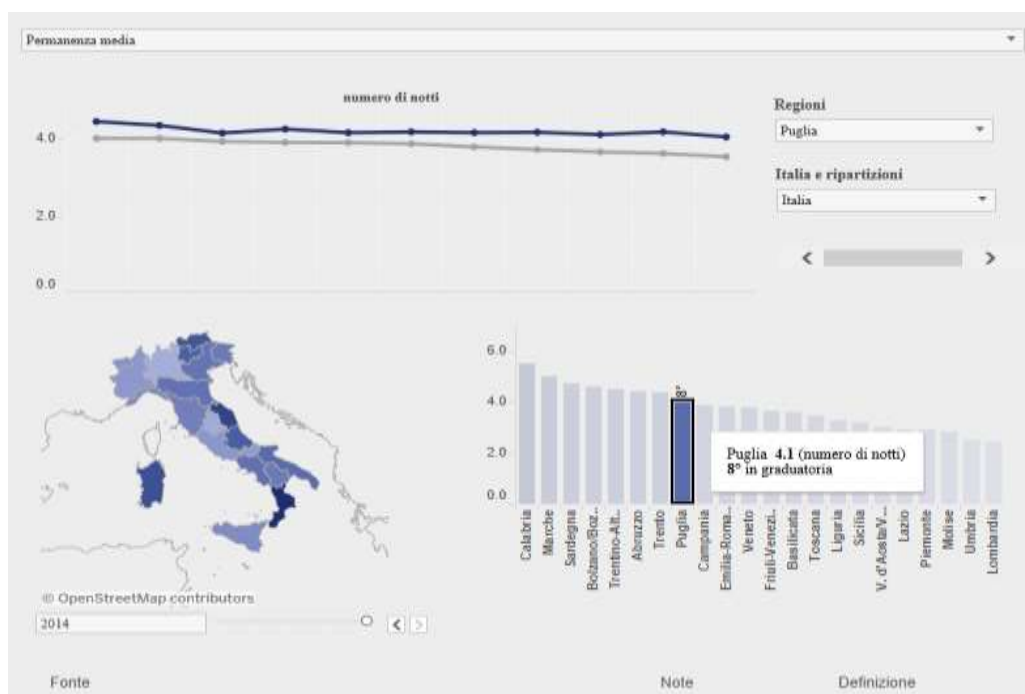 Permanenza media
numero di notti
4.0
2.0
0.0
Regioni
Puglia
Italia e ripartizioni
Italia
6.0
4.0
2.0
0.0
8°
Puglia 4.1 (numero di notti)
8° in graduatoria
Calabria
Marche
Sardegna
Bolzano/Boz..
Trentino-Alt..
Abruzzo
Trento
Puglia
Campania
Emilia-Roma..
Veneto
Friuli-Venezi..
Basilicata
Toscana
Liguria
Sicilia
V. d'Aosta/V...
Lazio
Piemonte
Molise
Umbria
Lombardia
© OpenStreetMap contributors
2014
Fonte
Note
Definizione